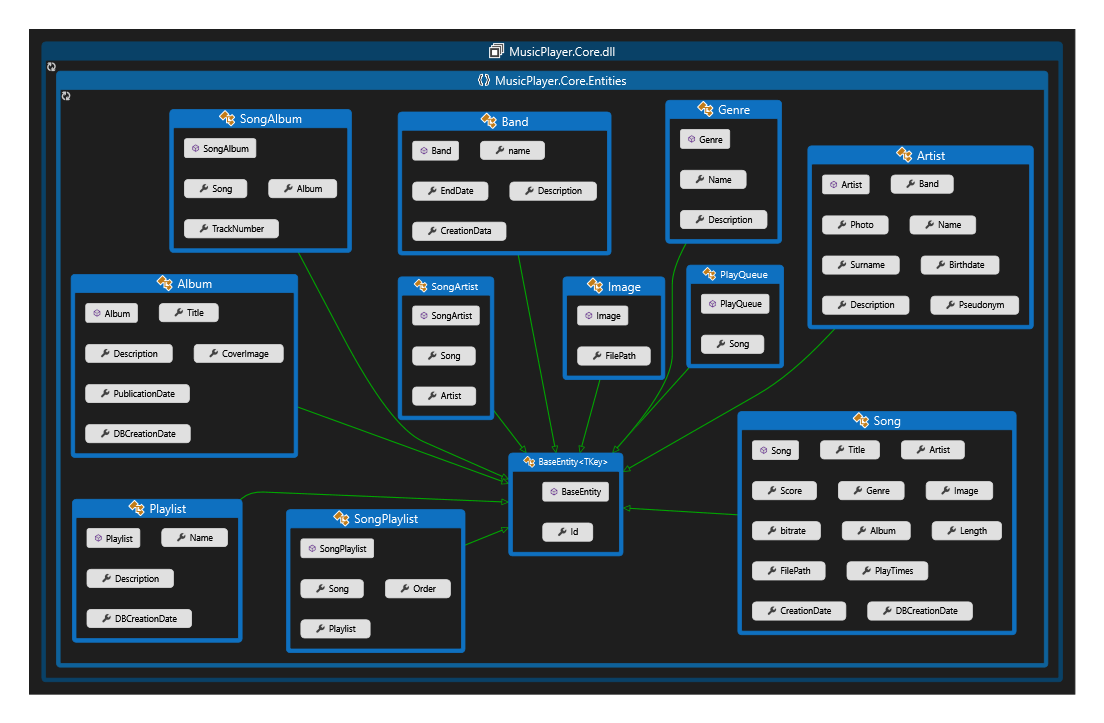 MusicPlayer.Core.dll
MusicPlayer.Core.Entities
SongAlbum
SongAlbum
Song Album
TrackNumber
Band
Band name
EndDate Description
CreationData
Genre
Genre
Name
Description
Artist
Artist Band
Photo Name
Surname Birthdate
Description Pseudonym
Album
Album Title
Description CoverImage
PublicationDate
DBCreationDate
SongArtist
SongArtist
Song
Artist
Image
Image
FilePath
PlayQueue
PlayQueue
Song
Song
Song Title Artist
Score Genre Image
bitrate Album Length
FilePath PlayTimes
CreationDate DBCreationDate
BaseEntity<TKey>
BaseEntity
Id
Playlist
Playlist Name
Description
DBCreationDate
SongPlaylist
SongPlaylist
Song Order
Playlist